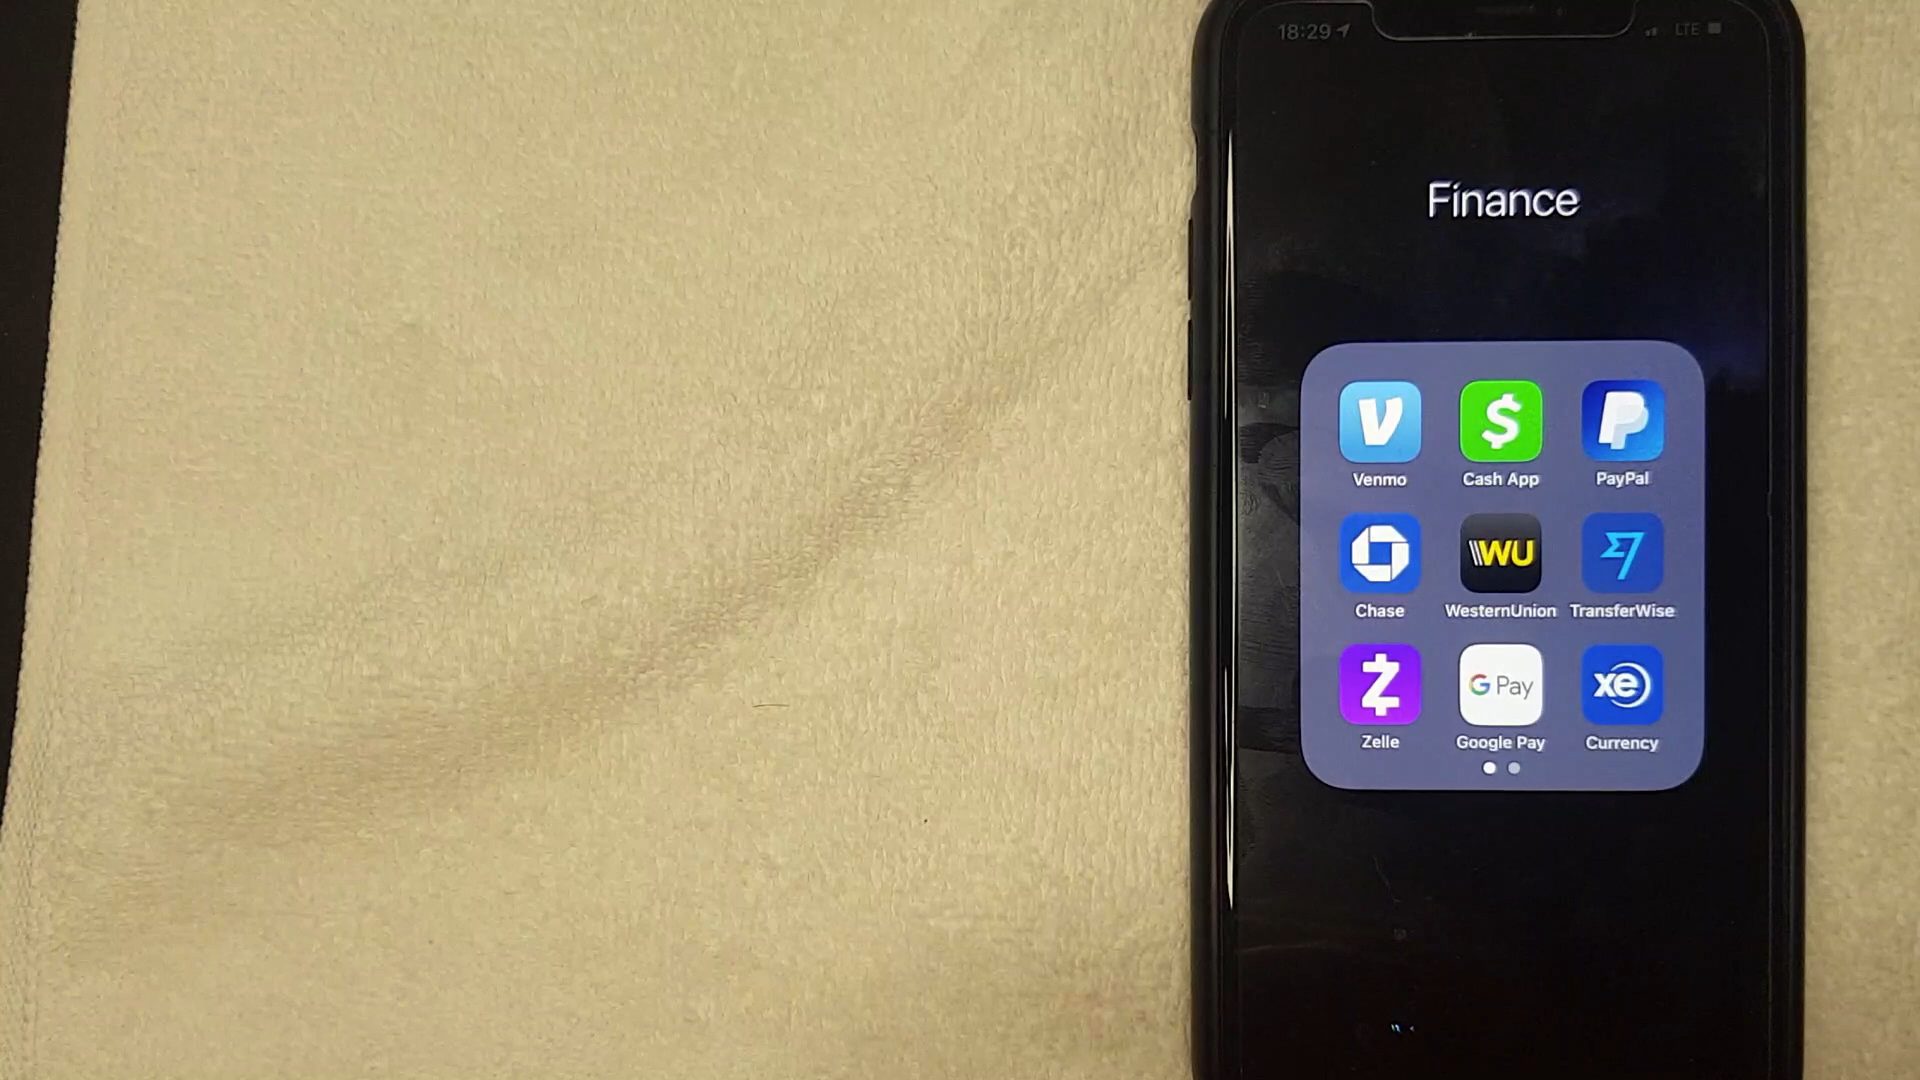 18:29
LTE
Finance
V
$
P
Venmo
Cash App
PayPal
WU
Chase
WesternUnion
TransferWise
Z
G Pay
xe
Zelle
Google Pay
Currency